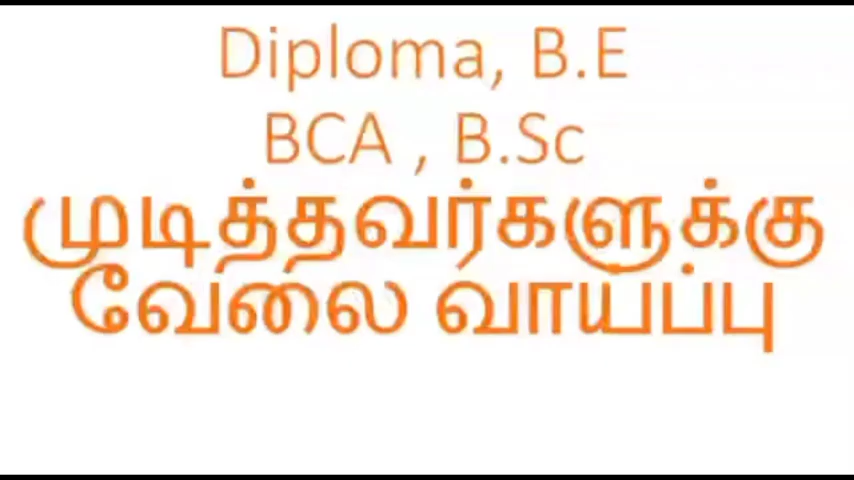 Diploma, B.E
BCA , B.Sc
முடித்தவர்களுக்கு
வேலை வாய்ப்பு